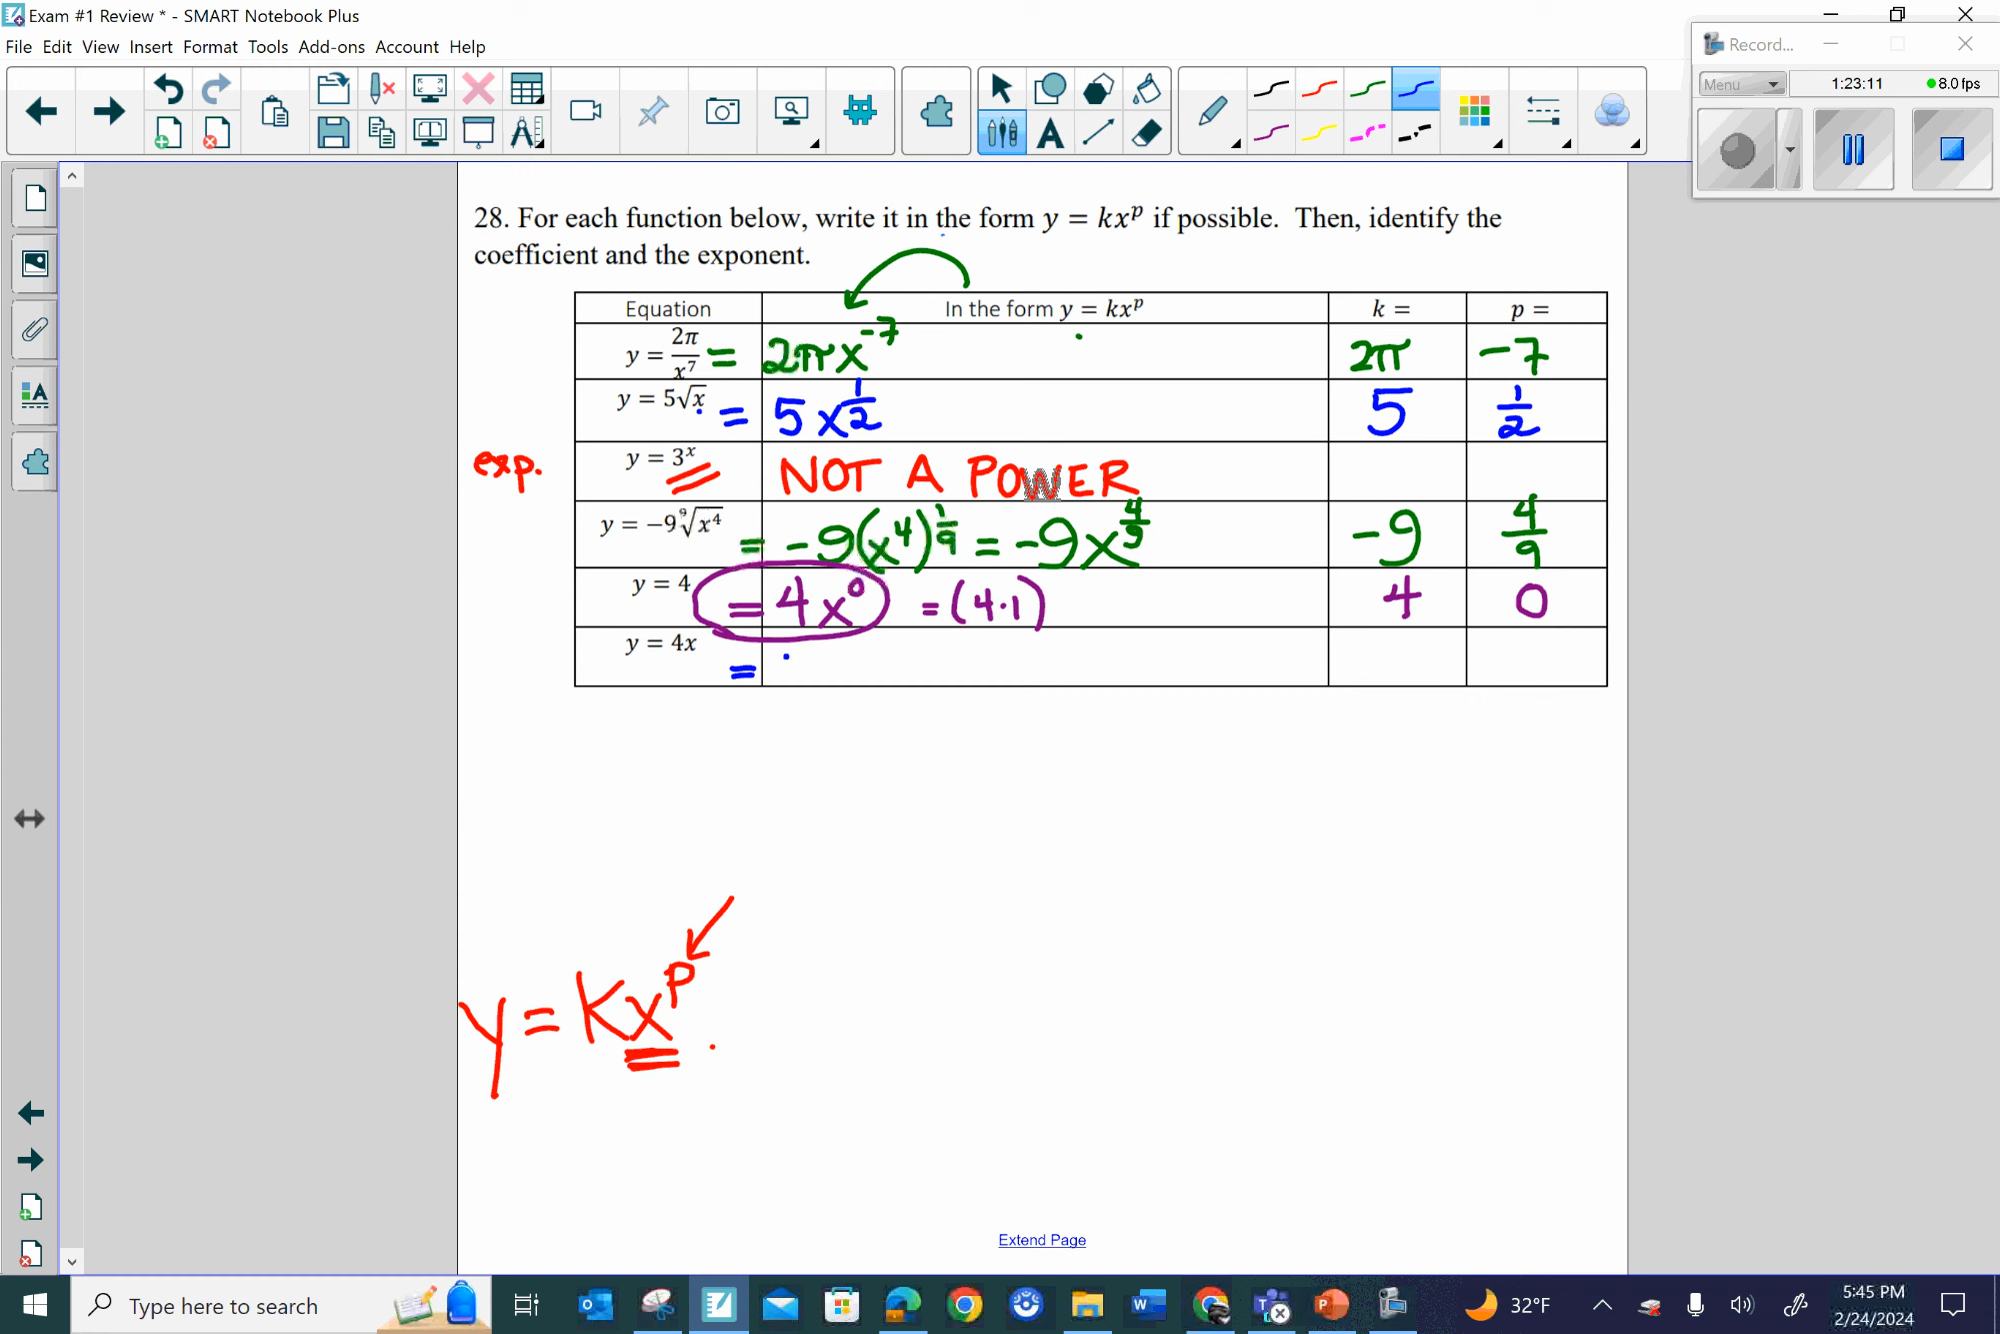 Exam #1 Review * - SMART Notebook Plus
File Edit View Insert Format Tools Add-ons Account Help
Record...
Menu 1:23:11 8.0 fps
28. For each function below, write it in the form y = kx^p if possible. Then, identify the
coefficient and the exponent.
Equation In the form y = kx^p k = p =
y = 2π/x^7 = 2πx^-7 2π -7
y = 5√x = 5x^1/2 5 1/2
exp. y = 3^x NOT A POWER
y = −9 ⁹√x^4 = -9(x^4)^1/9 = -9x^4/9 -9 4/9
y = 4 = 4x^0 = (4·1) 4 0
y = 4x =
y = kx^p
Extend Page
Type here to search
32°F
5:45 PM
2/24/2024